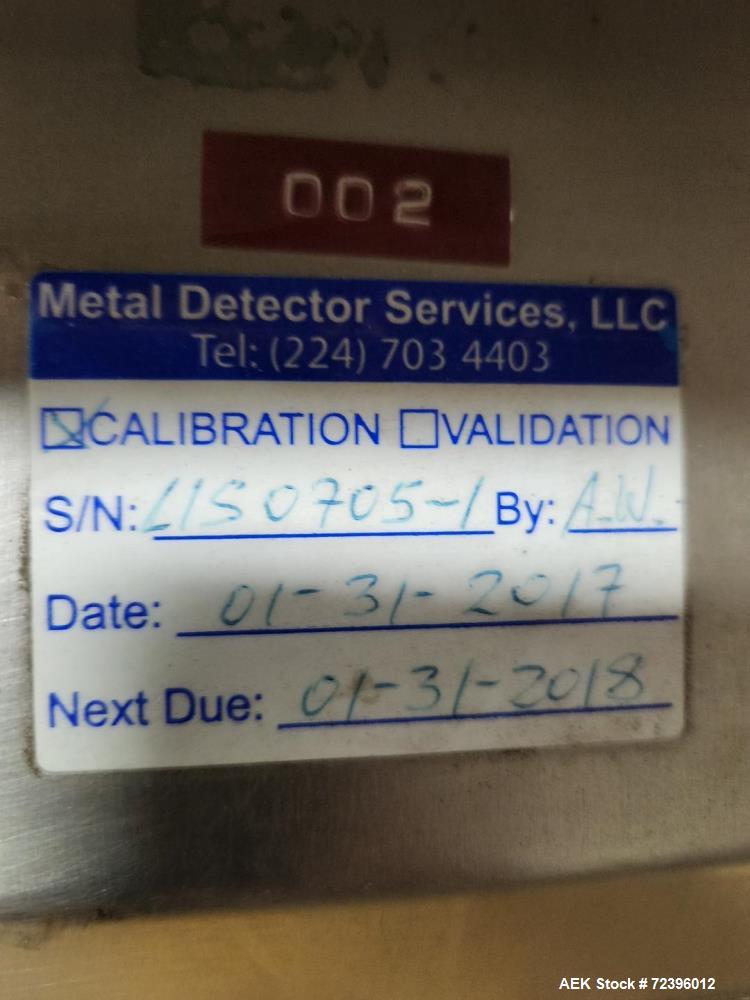 002
Metal Detector Services, LLC
Tel: (224) 703 4403
CALIBRATION VALIDATION
S/N: L1S0705-1 By: A.W.
Date: 01-31-2017
Next Due: 01-31-2018
AEK Stock # 72396012